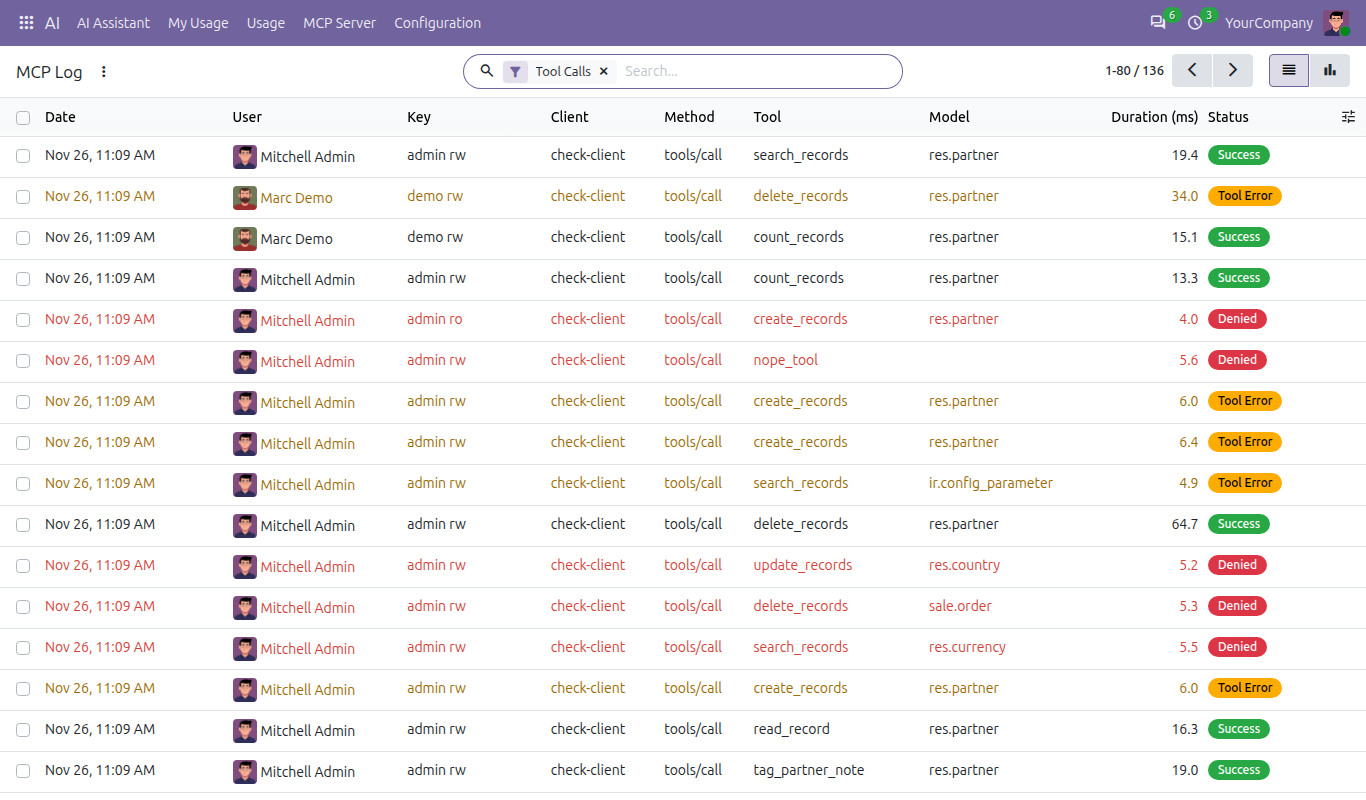 AI AI Assistant My Usage Usage MCP Server Configuration 6 3 YourCompany
MCP Log Tool Calls × Search... 1-80 / 136
Date User Key Client Method Tool Model Duration (ms) Status
Nov 26, 11:09 AM Mitchell Admin admin rw check-client tools/call search_records res.partner 19.4 Success
Nov 26, 11:09 AM Marc Demo demo rw check-client tools/call delete_records res.partner 34.0 Tool Error
Nov 26, 11:09 AM Marc Demo demo rw check-client tools/call count_records res.partner 15.1 Success
Nov 26, 11:09 AM Mitchell Admin admin rw check-client tools/call count_records res.partner 13.3 Success
Nov 26, 11:09 AM Mitchell Admin admin ro check-client tools/call create_records res.partner 4.0 Denied
Nov 26, 11:09 AM Mitchell Admin admin rw check-client tools/call nope_tool 5.6 Denied
Nov 26, 11:09 AM Mitchell Admin admin rw check-client tools/call create_records res.partner 6.0 Tool Error
Nov 26, 11:09 AM Mitchell Admin admin rw check-client tools/call create_records res.partner 6.4 Tool Error
Nov 26, 11:09 AM Mitchell Admin admin rw check-client tools/call search_records ir.config_parameter 4.9 Tool Error
Nov 26, 11:09 AM Mitchell Admin admin rw check-client tools/call delete_records res.partner 64.7 Success
Nov 26, 11:09 AM Mitchell Admin admin rw check-client tools/call update_records res.country 5.2 Denied
Nov 26, 11:09 AM Mitchell Admin admin rw check-client tools/call delete_records sale.order 5.3 Denied
Nov 26, 11:09 AM Mitchell Admin admin rw check-client tools/call search_records res.currency 5.5 Denied
Nov 26, 11:09 AM Mitchell Admin admin rw check-client tools/call create_records res.partner 6.0 Tool Error
Nov 26, 11:09 AM Mitchell Admin admin rw check-client tools/call read_record res.partner 16.3 Success
Nov 26, 11:09 AM Mitchell Admin admin rw check-client tools/call tag_partner_note res.partner 19.0 Success